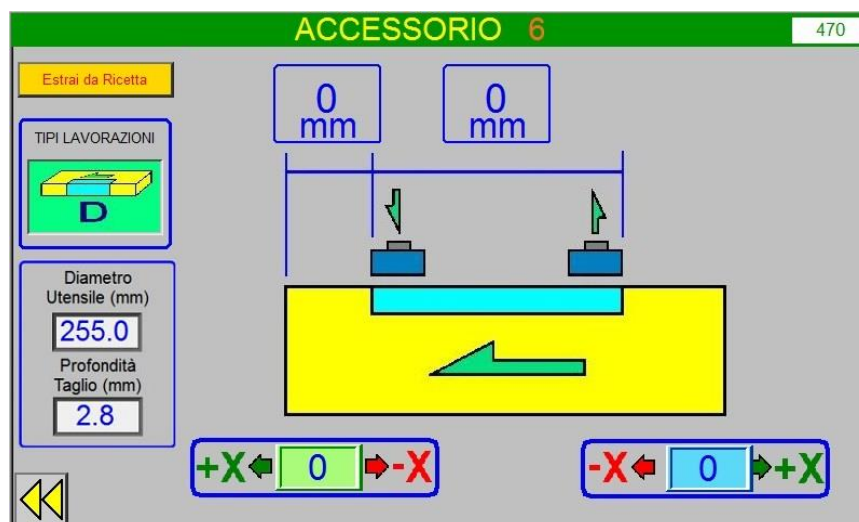 ACCESSORIO 6
470
Estrai da Ricetta
0
mm
0
mm
TIPI LAVORAZIONI
D
Diametro
Utensile (mm)
255.0
Profondità
Taglio (mm)
2.8
+X 0 -X
-X 0 +X